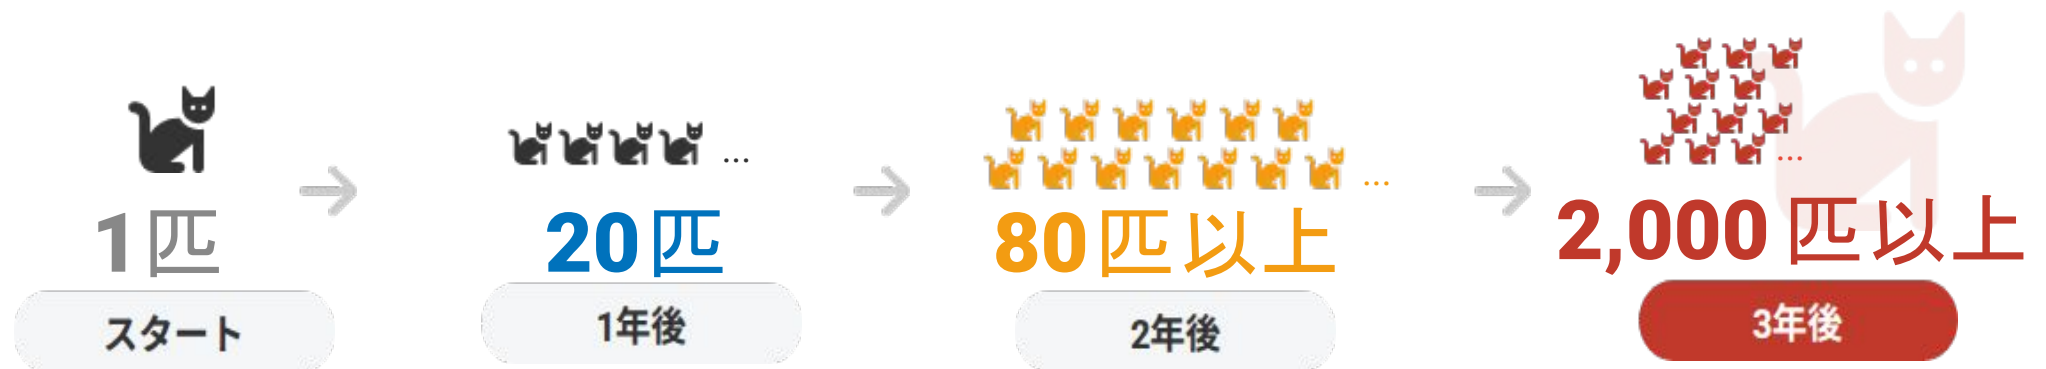 1匹
スタート
...
20匹
1年後
...
80匹以上
2年後
...
2,000匹以上
3年後